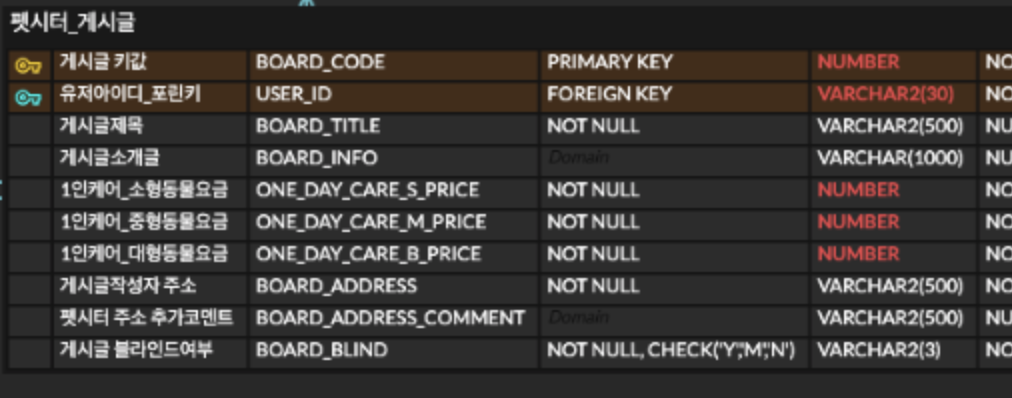 펫시터_게시글
게시글 키값 BOARD_CODE PRIMARY KEY NUMBER NO
유저아이디_포린키 USER_ID FOREIGN KEY VARCHAR2(30) NO
게시글제목 BOARD_TITLE NOT NULL VARCHAR2(500) NU
게시글소개글 BOARD_INFO Domain VARCHAR(1000) NU
1인케어_소형동물요금 ONE_DAY_CARE_S_PRICE NOT NULL NUMBER NO
1인케어_중형동물요금 ONE_DAY_CARE_M_PRICE NOT NULL NUMBER NO
1인케어_대형동물요금 ONE_DAY_CARE_B_PRICE NOT NULL NUMBER NO
게시글작성자 주소 BOARD_ADDRESS NOT NULL VARCHAR2(500) NO
펫시터 주소 추가코멘트 BOARD_ADDRESS_COMMENT Domain VARCHAR2(500) NU
게시글 블라인드여부 BOARD_BLIND NOT NULL, CHECK('Y','M','N') VARCHAR2(3) NO